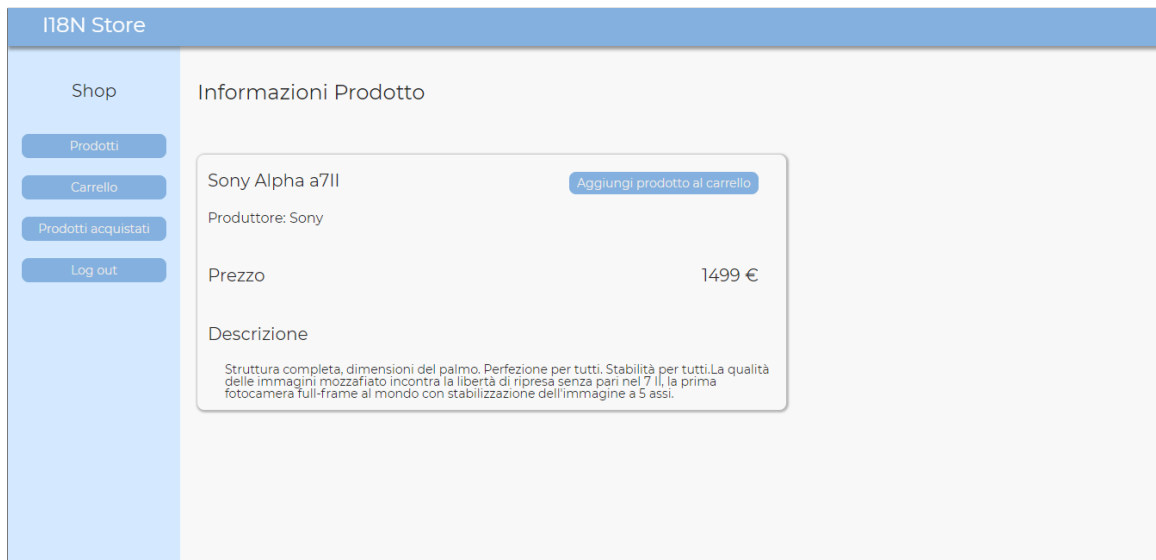 I18N Store
Shop
Prodotti
Carrello
Prodotti acquistati
Log out
Informazioni Prodotto
Sony Alpha a7II
Aggiungi prodotto al carrello
Produttore: Sony
Prezzo
1499 €
Descrizione
Struttura completa, dimensioni del palmo. Perfezione per tutti. Stabilità per tutti.La qualità
delle immagini mozzafiato incontra la libertà di ripresa senza pari nel 7 II, la prima
fotocamera full-frame al mondo con stabilizzazione dell'immagine a 5 assi.